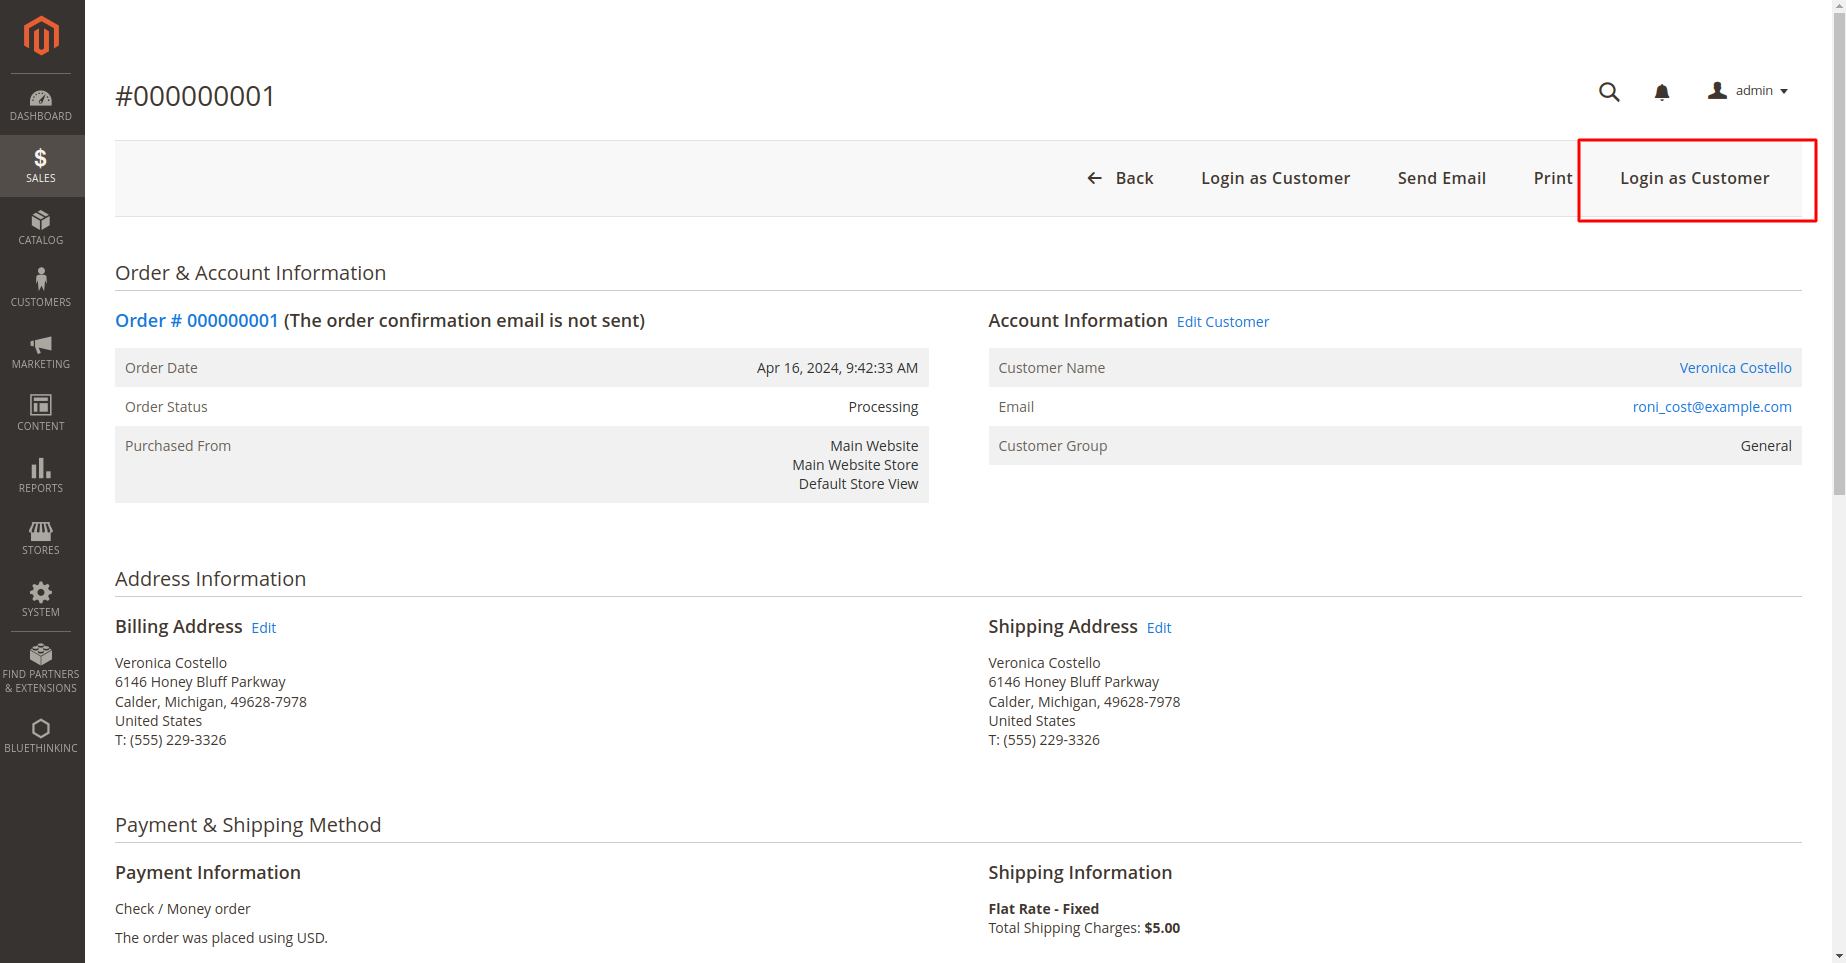 DASHBOARD
SALES
CATALOG
CUSTOMERS
MARKETING
CONTENT
REPORTS
STORES
SYSTEM
FIND PARTNERS
& EXTENSIONS
BLUETHINKINC
#000000001
admin
Back Login as Customer Send Email Print Login as Customer
Order & Account Information
Order # 000000001 (The order confirmation email is not sent)
Order Date Apr 16, 2024, 9:42:33 AM
Order Status Processing
Purchased From Main Website
Main Website Store
Default Store View
Account Information Edit Customer
Customer Name Veronica Costello
Email roni_cost@example.com
Customer Group General
Address Information
Billing Address Edit
Veronica Costello
6146 Honey Bluff Parkway
Calder, Michigan, 49628-7978
United States
T: (555) 229-3326
Shipping Address Edit
Veronica Costello
6146 Honey Bluff Parkway
Calder, Michigan, 49628-7978
United States
T: (555) 229-3326
Payment & Shipping Method
Payment Information
Check / Money order
The order was placed using USD.
Shipping Information
Flat Rate - Fixed
Total Shipping Charges: $5.00